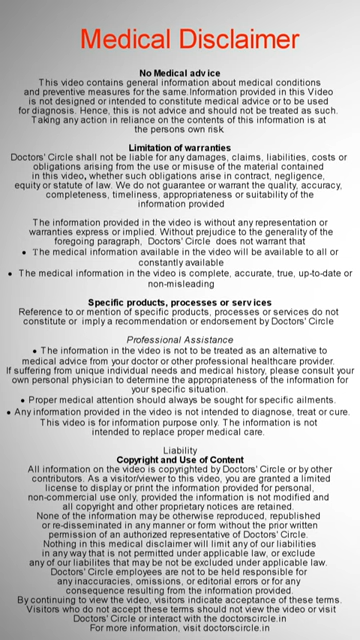 Medical Disclaimer
No Medical advice
This video contains general information about medical conditions
and preventive measures for the same.Information provided in this Video
is not designed or intended to constitute medical advice or to be used
for diagnosis. Hence, this is not advice and should not be treated as such.
Taking any action in reliance on the contents of this information is at
the persons own risk.
Limitation of warranties
Doctors' Circle shall not be liable for any damages, claims, liabilities, costs or
obligations arising from the use or misuse of the material contained
in this video, whether such obligations arise in contract, negligence,
equity or statute of law. We do not guarantee or warrant the quality, accuracy,
completeness, timeliness, appropriateness or suitability of the
information provided
The information provided in the video is without any representation or
warranties express or implied. Without prejudice to the generality of the
foregoing paragraph, Doctors' Circle does not warrant that
• The medical information available in the video will be available to all or
constantly available
• The medical information in the video is complete, accurate, true, up-to-date or
non-misleading
Specific products, processes or services
Reference to or mention of specific products, processes or services do not
constitute or imply a recommendation or endorsement by Doctors' Circle
Professional Assistance
• The information in the video is not to be treated as an alternative to
medical advice from your doctor or other professional healthcare provider.
If suffering from unique individual needs and medical history, please consult your
own personal physician to determine the appropriateness of the information for
your specific situation.
• Proper medical attention should always be sought for specific ailments.
• Any information provided in the video is not intended to diagnose, treat or cure.
This video is for information purpose only. The information is not
intended to replace proper medical care.
Liability
Copyright and Use of Content
All information on the video is copyrighted by Doctors' Circle or by other
contributors. As a visitor/viewer to this video, you are granted a limited
license to display or print the information provided for personal,
non-commercial use only, provided the information is not modified and
all copyright and other proprietary notices are retained.
None of the information may be otherwise reproduced, republished
or re-disseminated in any manner or form without the prior written
permission of an authorized representative of Doctors' Circle.
Nothing in this medical disclaimer will limit any of our liabilities
in any way that is not permitted under applicable law, or exclude
any of our liabilites that may be not be excluded under applicable law.
Doctors' Circle employees are not to be held responsible for
any inaccuracies, omissions, or editorial errors or for any
consequence resulting from the information provided.
By continuing to view the video, visitors indicate acceptance of these terms.
Visitors who do not accept these terms should not view the video or visit
Doctors' Circle or interact with the doctorscircle.in
For more information, visit doctorscircle.in